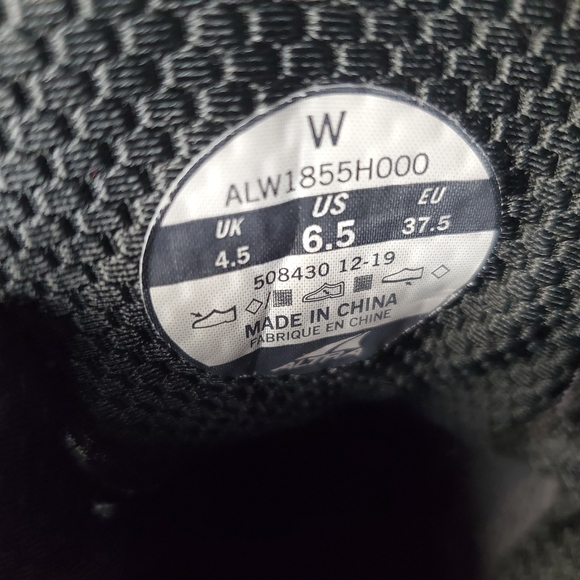 W
ALW1855H000
UK US EU
4.5 6.5 37.5
508430 12-19
MADE IN CHINA
FABRIQUE EN CHINE
ALTRA